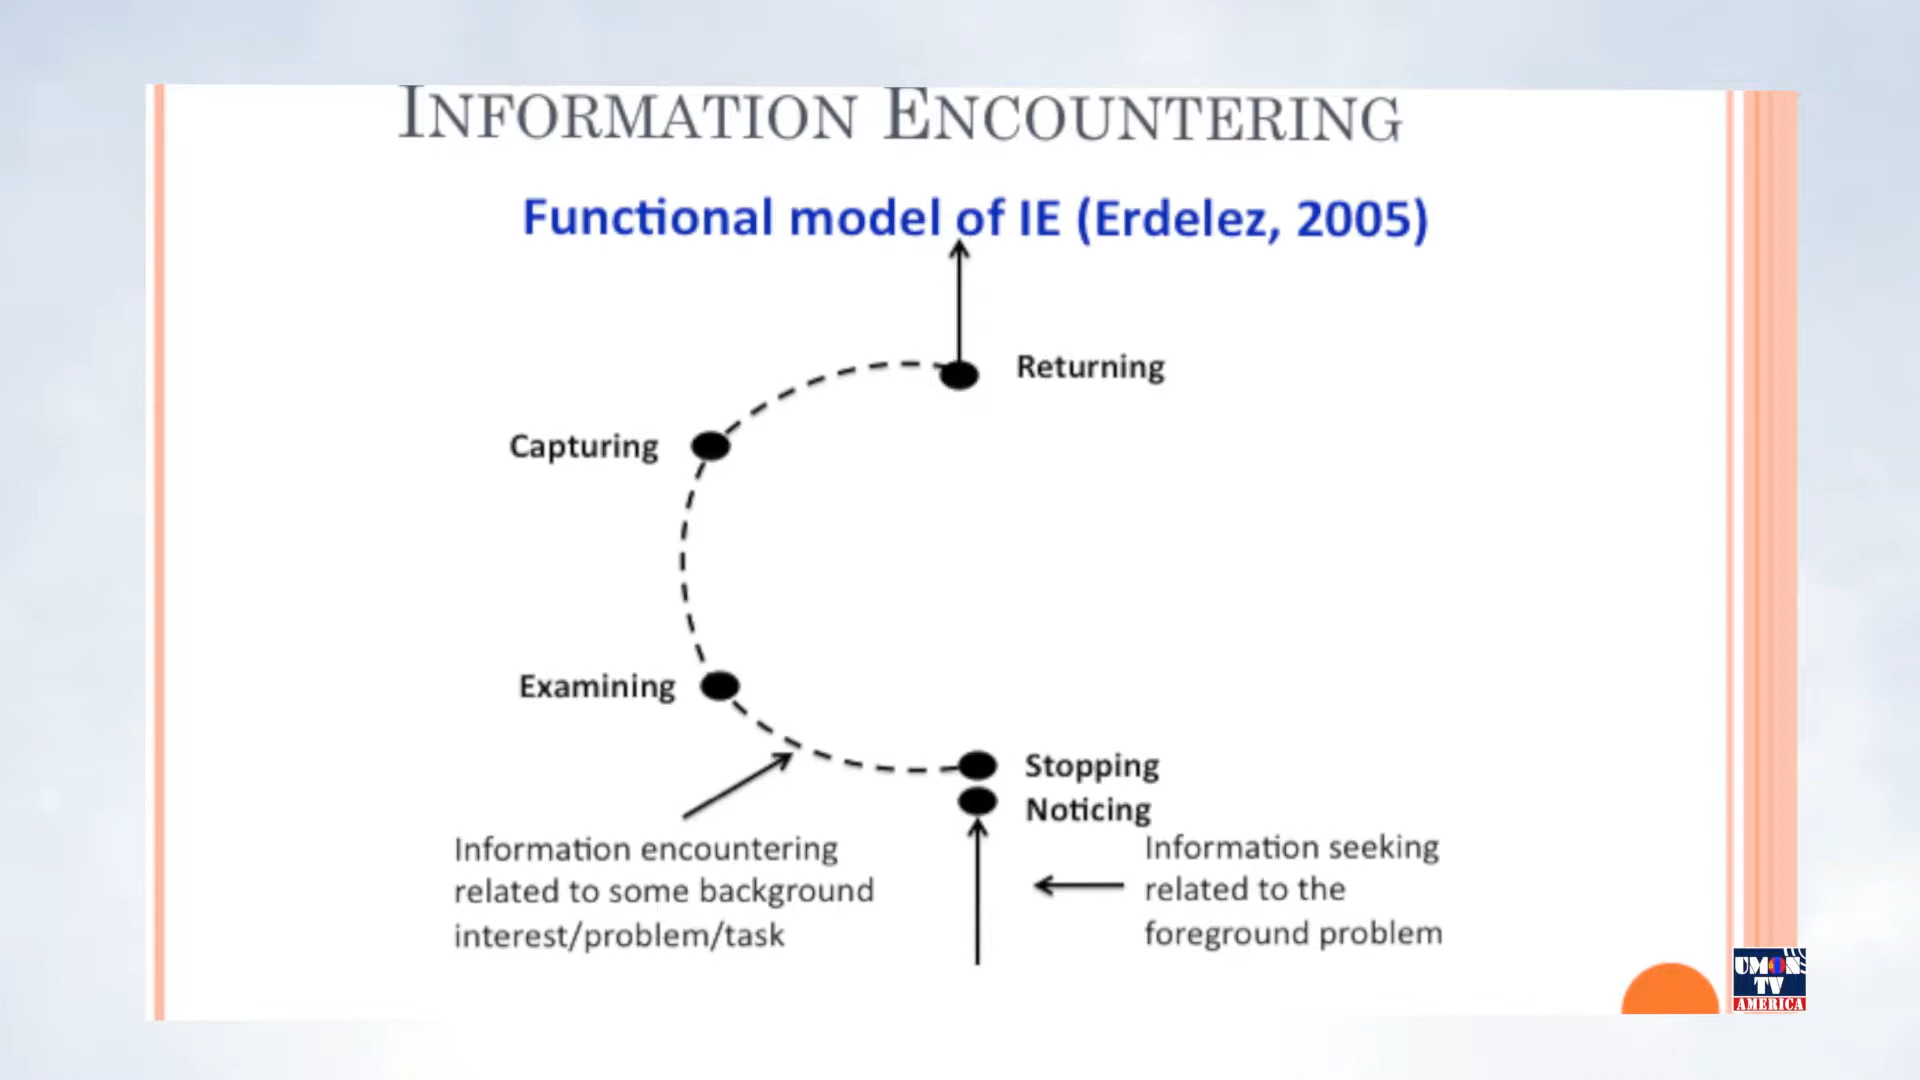 INFORMATION ENCOUNTERING
Functional model of IE (Erdelez, 2005)
Returning
Capturing
Examining
Stopping
Noticing
Information encountering
related to some background
interest/problem/task
Information seeking
related to the
foreground problem
UMON
TV
AMERICA